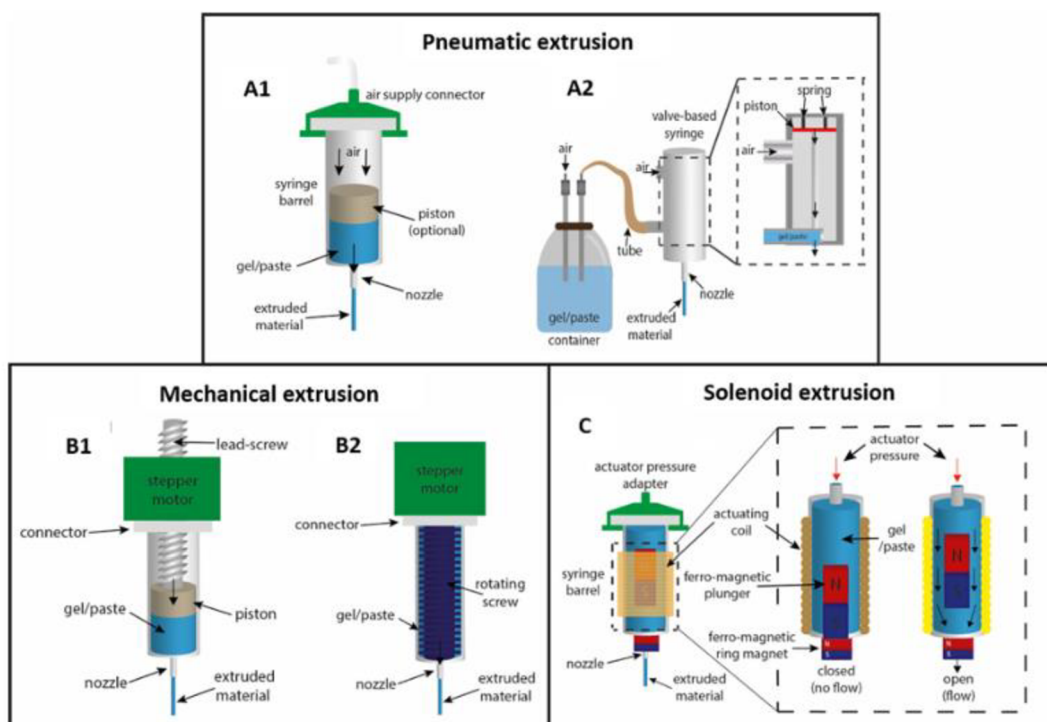 Pneumatic extrusion
A1
air supply connector
air
syringe
barrel
piston
(optional)
gel/paste
nozzle
extruded
material
A2
valve-based
syringe
air
air
tube
gel/paste
container
nozzle
extruded
material
spring
piston
air
gel/paste
Mechanical extrusion
B1
lead-screw
stepper
motor
connector
gel/paste
piston
nozzle
extruded
material
B2
stepper
motor
connector
rotating
screw
gel/paste
nozzle
extruded
material
Solenoid extrusion
C
actuator pressure
adapter
syringe
barrel
nozzle
extruded
material
actuator
pressure
actuating
coil
gel
/paste
ferro-magnetic
plunger
ferro-magnetic
ring magnet
N
S
N
S
N
closed
(no flow)
open
(flow)